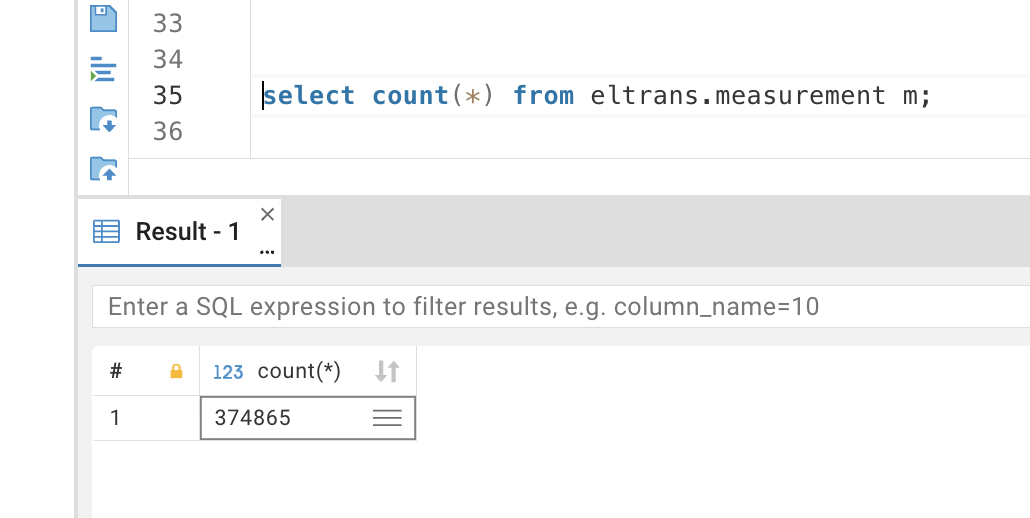 33
34
35 select count(*) from eltrans.measurement m;
36
Result - 1 ×
...
Enter a SQL expression to filter results, e.g. column_name=10
# 123 count(*)
1 374865